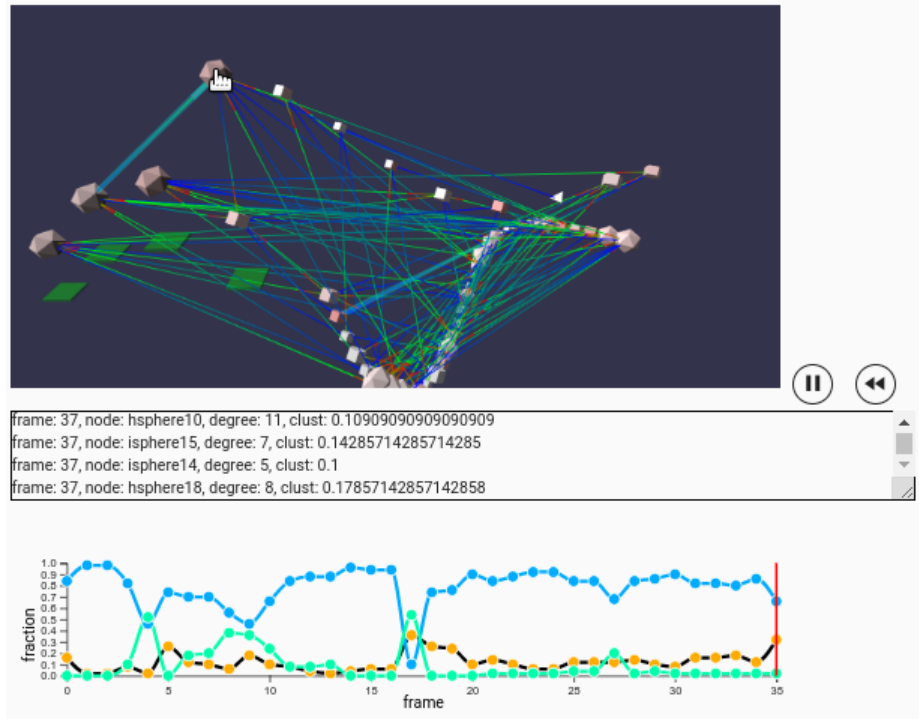 frame: 37, node: hsphere10, degree: 11, clust: 0.10909090909090909
frame: 37, node: isphere15, degree: 7, clust: 0.14285714285714285
frame: 37, node: isphere14, degree: 5, clust: 0.1
frame: 37, node: hsphere18, degree: 8, clust: 0.17857142857142858
fraction
1.0
0.9
0.8
0.7
0.6
0.5
0.4
0.3
0.2
0.1
0.0
0 5 10 15 20 25 30 35
frame